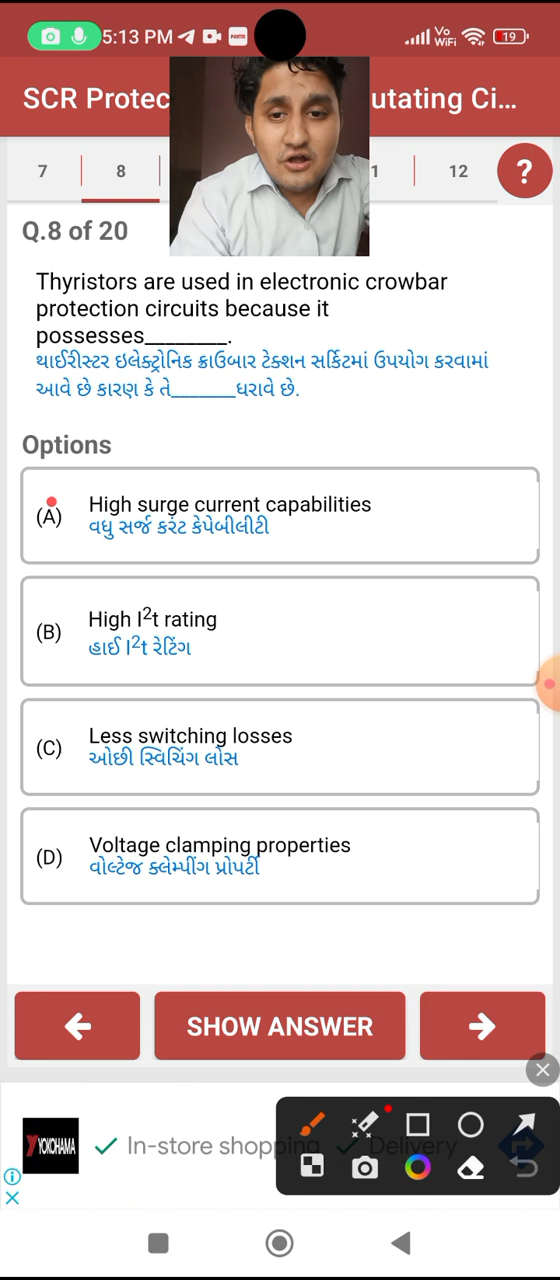 5:13 PM
Vo
WiFi
19
SCR Protec
utating Ci...
7
8
1
12
?
Q.8 of 20
Thyristors are used in electronic crowbar
protection circuits because it
possesses________.
થાઈરીસ્ટર ઇલેક્ટ્રોનિક ક્રાઉબાર ટેક્શન સર્કિટમાં ઉપયોગ કરવામાં
આવે છે કારણ કે તે_______ધરાવે છે.
Options
(A)
High surge current capabilities
વધુ સર્જ કરંટ કેપેબીલીટી
(B)
High I²t rating
હાઈ I²t રેટિંગ
(C)
Less switching losses
ઓછી સ્વિચિંગ લોસ
(D)
Voltage clamping properties
વોલ્ટેજ ક્લેમ્પીંગ પ્રોપર્ટી
SHOW ANSWER
YOKOHAMA
In-store shopping
Delivery